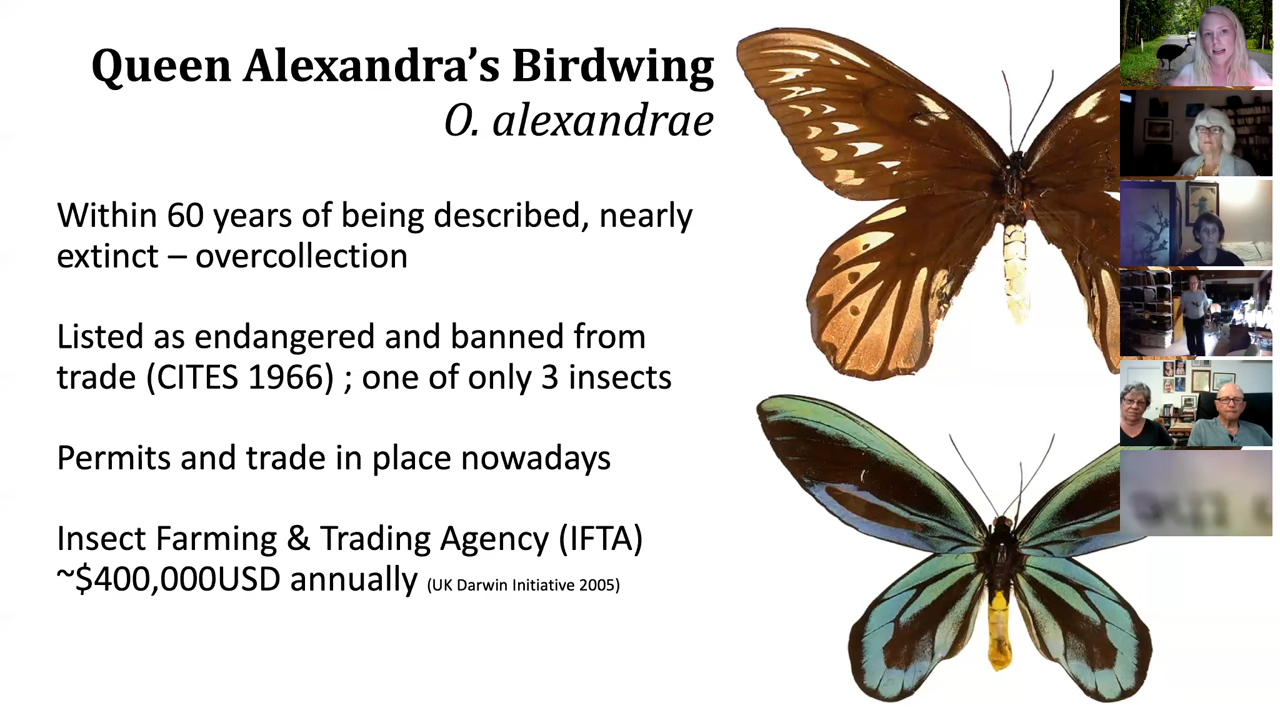 Queen Alexandra's Birdwing
O. alexandrae
Within 60 years of being described, nearly
extinct – overcollection
Listed as endangered and banned from
trade (CITES 1966) ; one of only 3 insects
Permits and trade in place nowadays
Insect Farming & Trading Agency (IFTA)
~$400,000USD annually (UK Darwin Initiative 2005)